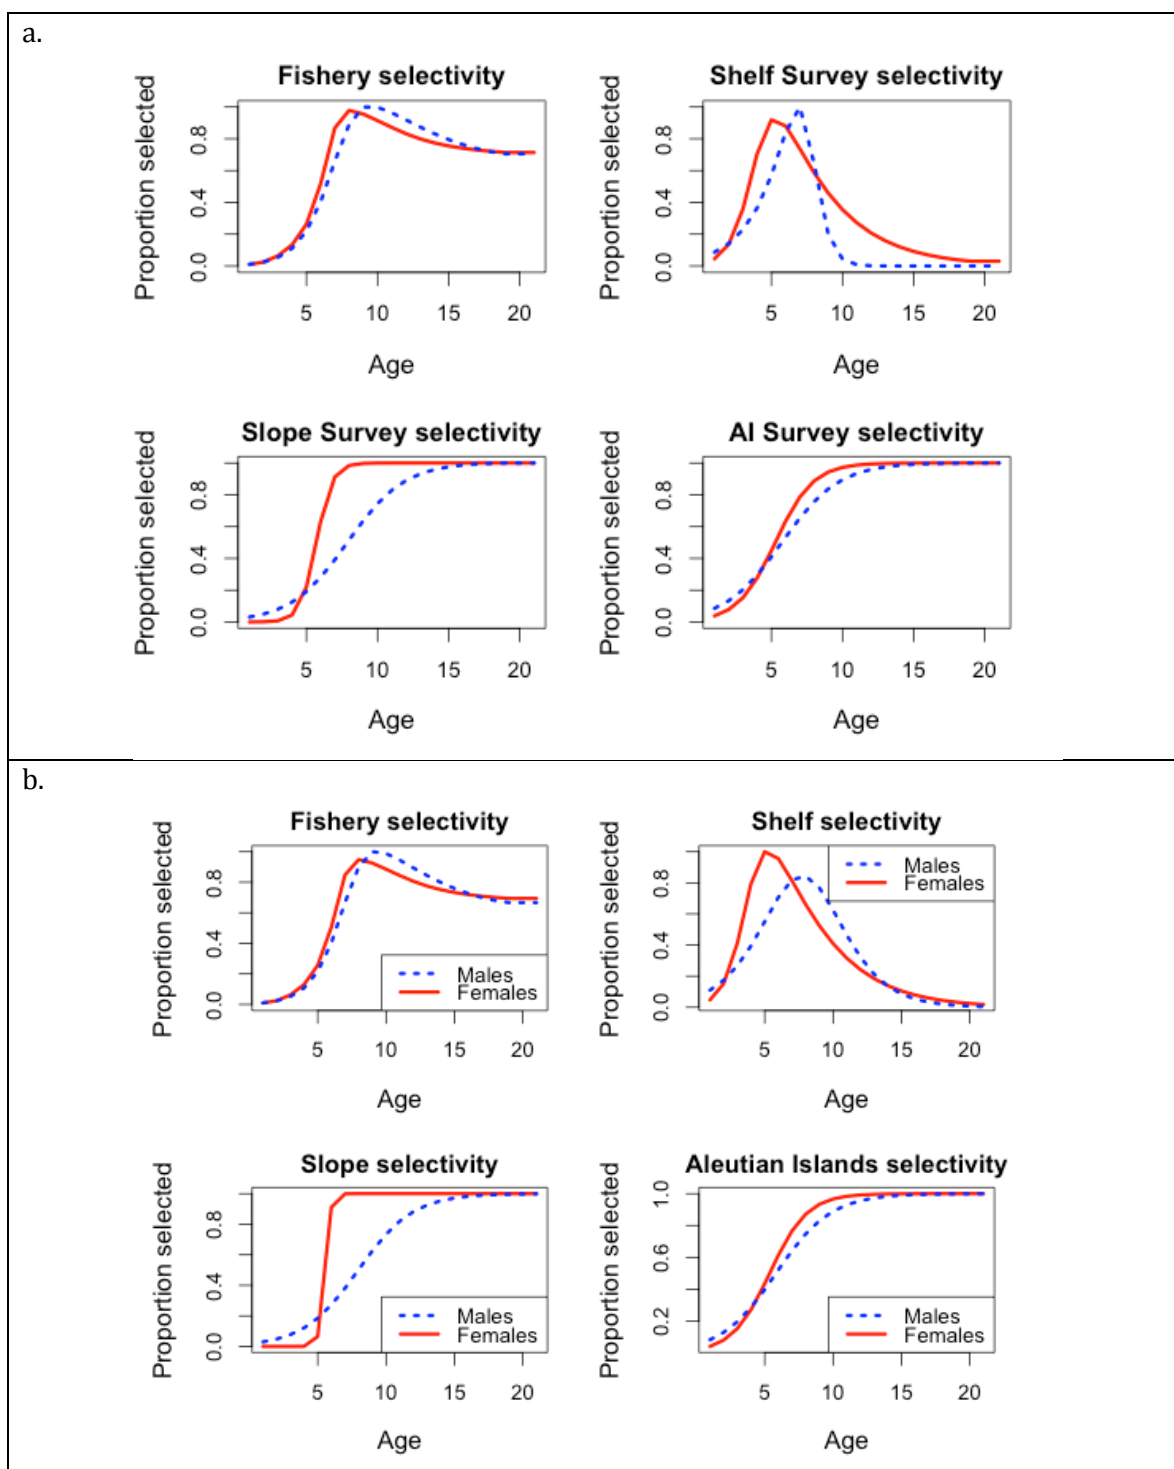 a.
Fishery selectivity
Proportion selected
0.0 0.4 0.8
5 10 15 20
Age
Shelf Survey selectivity
Proportion selected
0.0 0.4 0.8
5 10 15 20
Age
Slope Survey selectivity
Proportion selected
0.0 0.4 0.8
5 10 15 20
Age
AI Survey selectivity
Proportion selected
0.0 0.4 0.8
5 10 15 20
Age
b.
Fishery selectivity
Proportion selected
0.0 0.4 0.8
Males
Females
5 10 15 20
Age
Shelf selectivity
Proportion selected
0.0 0.4 0.8
Males
Females
5 10 15 20
Age
Slope selectivity
Proportion selected
0.0 0.4 0.8
Males
Females
5 10 15 20
Age
Aleutian Islands selectivity
Proportion selected
0.2 0.6 1.0
Males
Females
5 10 15 20
Age